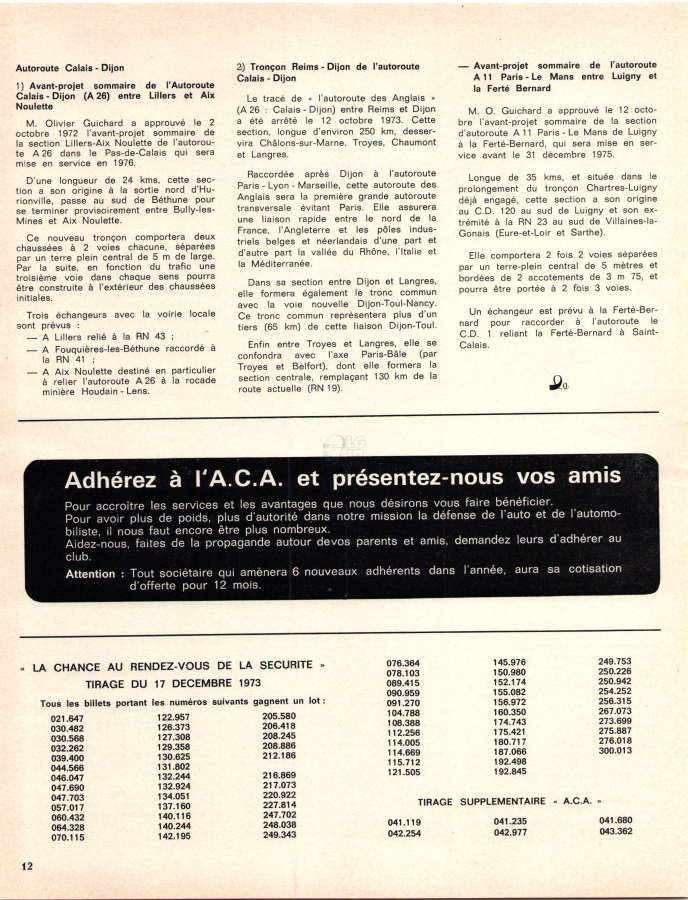 Autoroute Calais - Dijon
1) Avant-projet sommaire de l'Autoroute
Calais - Dijon (A 26) entre Lillers et Aix
Noulette
M. Olivier Guichard a approuvé le 2
octobre 1972 l'avant-projet sommaire de
la section Lillers-Aix Noulette de l'autorou-
te A 26 dans le Pas-de-Calais qui sera
mise en service en 1976.
D'une longueur de 24 kms, cette sec-
tion a son origine à la sortie nord d'Hu-
rionville, passe au sud de Béthune pour
se terminer provisoirement entre Bully-les-
Mines et Aix Noulette.
Ce nouveau tronçon comportera deux
chaussées à 2 voies chacune, séparées
par un terre plein central de 5 m de large.
Par la suite, en fonction du trafic une
troisième voie dans chaque sens pourra
être construite à l'extérieur des chaussées
initiales.
Trois échangeurs avec la voirie locale
sont prévus :
— A Lillers relié à la RN 43 ;
— A Fouquières-les-Béthune raccordé à
la RN 41 ;
— A Aix Noulette destiné en particulier
à relier l'autoroute A 26 à la rocade
minière Houdain - Lens.
2) Tronçon Reims - Dijon de l'autoroute
Calais - Dijon
Le tracé de « l'autoroute des Anglais »
(A 26 : Calais - Dijon) entre Reims et Dijon
a été arrêté le 12 octobre 1973. Cette
section, longue d'environ 250 km, desser-
vira Châlons-sur-Marne, Troyes, Chaumont
et Langres.
Raccordée après Dijon à l'autoroute
Paris - Lyon - Marseille, cette autoroute des
Anglais sera la première grande autoroute
transversale évitant Paris. Elle assurera
une liaison rapide entre le nord de la
France, l'Angleterre et les pôles indus-
triels belges et néerlandais d'une part et
d'autre part la vallée du Rhône, l'Italie et
la Méditerranée.
Dans sa section entre Dijon et Langres,
elle formera également le tronc commun
avec la voie nouvelle Dijon-Toul-Nancy.
Ce tronc commun représentera plus d'un
tiers (65 km) de cette liaison Dijon-Toul.
Enfin entre Troyes et Langres, elle se
confondra avec l'axe Paris-Bâle (par
Troyes et Belfort), dont elle formera la
section centrale, remplaçant 130 km de la
route actuelle (RN 19).
— Avant-projet sommaire de l'autoroute
A 11 Paris - Le Mans entre Luigny et
la Ferté Bernard
M. O. Guichard a approuvé le 12 octo-
bre l'avant-projet sommaire de la section
d'autoroute A 11 Paris - Le Mans de Luigny
à la Ferté-Bernard, qui sera mise en ser-
vice avant le 31 décembre 1975.
Longue de 35 kms, et située dans le
prolongement du tronçon Chartres-Luigny
déjà engagé, cette section a son origine
au C.D. 120 au sud de Luigny et son ex-
trémité à la RN 23 au sud de Villaines-la-
Gonais (Eure-et-Loir et Sarthe).
Elle comportera 2 fois 2 voies séparées
par un terre-plein central de 5 mètres et
bordées de 2 accotements de 3 m 75, et
pourra être portée à 2 fois 3 voies.
Un échangeur est prévu à la Ferté-Ber-
nard pour raccorder à l'autoroute le
C.D. 1 reliant la Ferté-Bernard à Saint-
Calais.
Adhérez à l'A.C.A. et présentez-nous vos amis
Pour accroitre les services et les avantages que nous désirons vous faire bénéficier.
Pour avoir plus de poids, plus d'autorité dans notre mission la défense de l'auto et de l'automo-
biliste, il nous faut encore être plus nombreux.
Aidez-nous, faites de la propagande autour devos parents et amis, demandez leurs d'adhérer au
club.
Attention : Tout sociétaire qui amènera 6 nouveaux adhérents dans l'année, aura sa cotisation
d'offerte pour 12 mois.
« LA CHANCE AU RENDEZ-VOUS DE LA SECURITE »
TIRAGE DU 17 DECEMBRE 1973
Tous les billets portant les numéros suivants gagnent un lot :
021.647 122.957 205.580
030.482 126.373 206.418
030.568 127.308 208.245
032.262 129.358 208.886
039.400 130.625 212.186
044.566 131.802
046.047 132.244 216.869
047.690 132.924 217.073
047.703 134.051 220.922
057.017 137.160 227.814
060.432 140.116 247.702
064.328 140.244 248.038
070.115 142.195 249.343
076.364 145.976 249.753
078.103 150.980 250.226
089.415 152.174 250.942
090.959 155.082 254.252
091.270 156.972 256.315
104.788 160.350 267.073
108.388 174.743 273.699
112.256 175.421 275.887
114.005 180.717 276.018
114.669 187.066 300.013
115.712 192.498
121.505 192.845
TIRAGE SUPPLEMENTAIRE « A.C.A. »
041.119 041.235 041.680
042.254 042.977 043.362
12